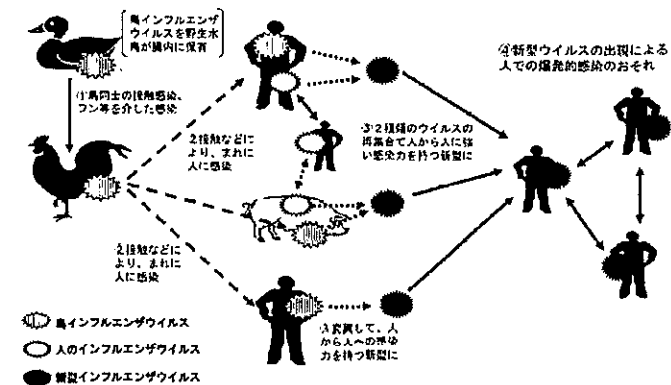 鳥インフルエンザ
ウイルスを野生水
鳥が腸内に保有
①鳥同士の接触感染、
フン等を介した感染
②接触などに
より、まれに
人に感染
②接触などに
より、まれに
人に感染
③2種類のウイルスの
再集合で人から人に強
い感染力を持つ新型に
③変異して、人
から人への感染
力を持つ新型に
④新型ウイルスの出現による
人での爆発的感染のおそれ
鳥インフルエンザウイルス
人のインフルエンザウイルス
新型インフルエンザウイルス